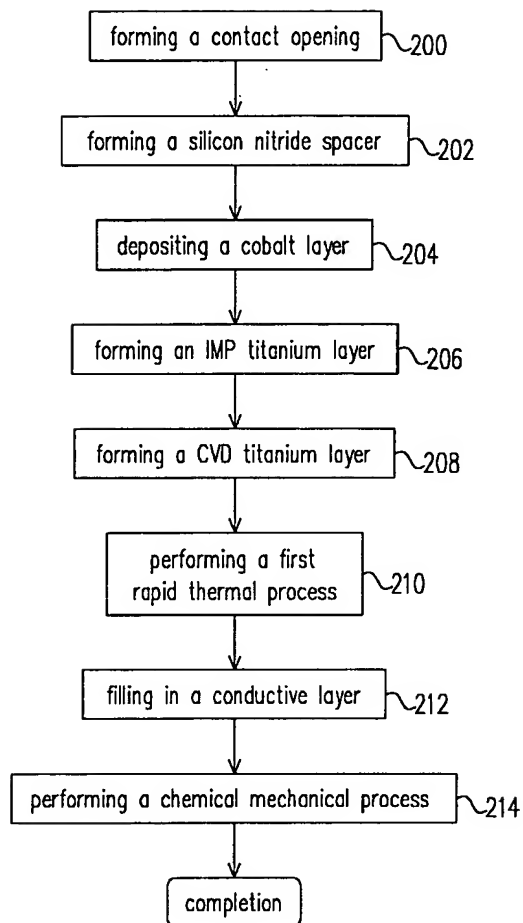 forming a contact opening
200
forming a silicon nitride spacer
202
depositing a cobalt layer
204
forming an IMP titanium layer
206
forming a CVD titanium layer
208
performing a first
rapid thermal process
210
filling in a conductive layer
212
performing a chemical mechanical process
214
completion